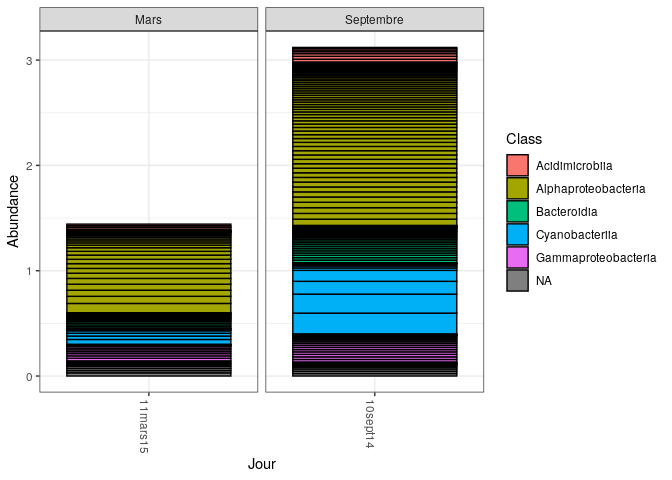 Mars
Septembre
Abundance
3
2
1
0
11mars15
10sept14
Jour
Class
Acidimicrobiia
Alphaproteobacteria
Bacteroidia
Cyanobacteriia
Gammaproteobacteria
NA